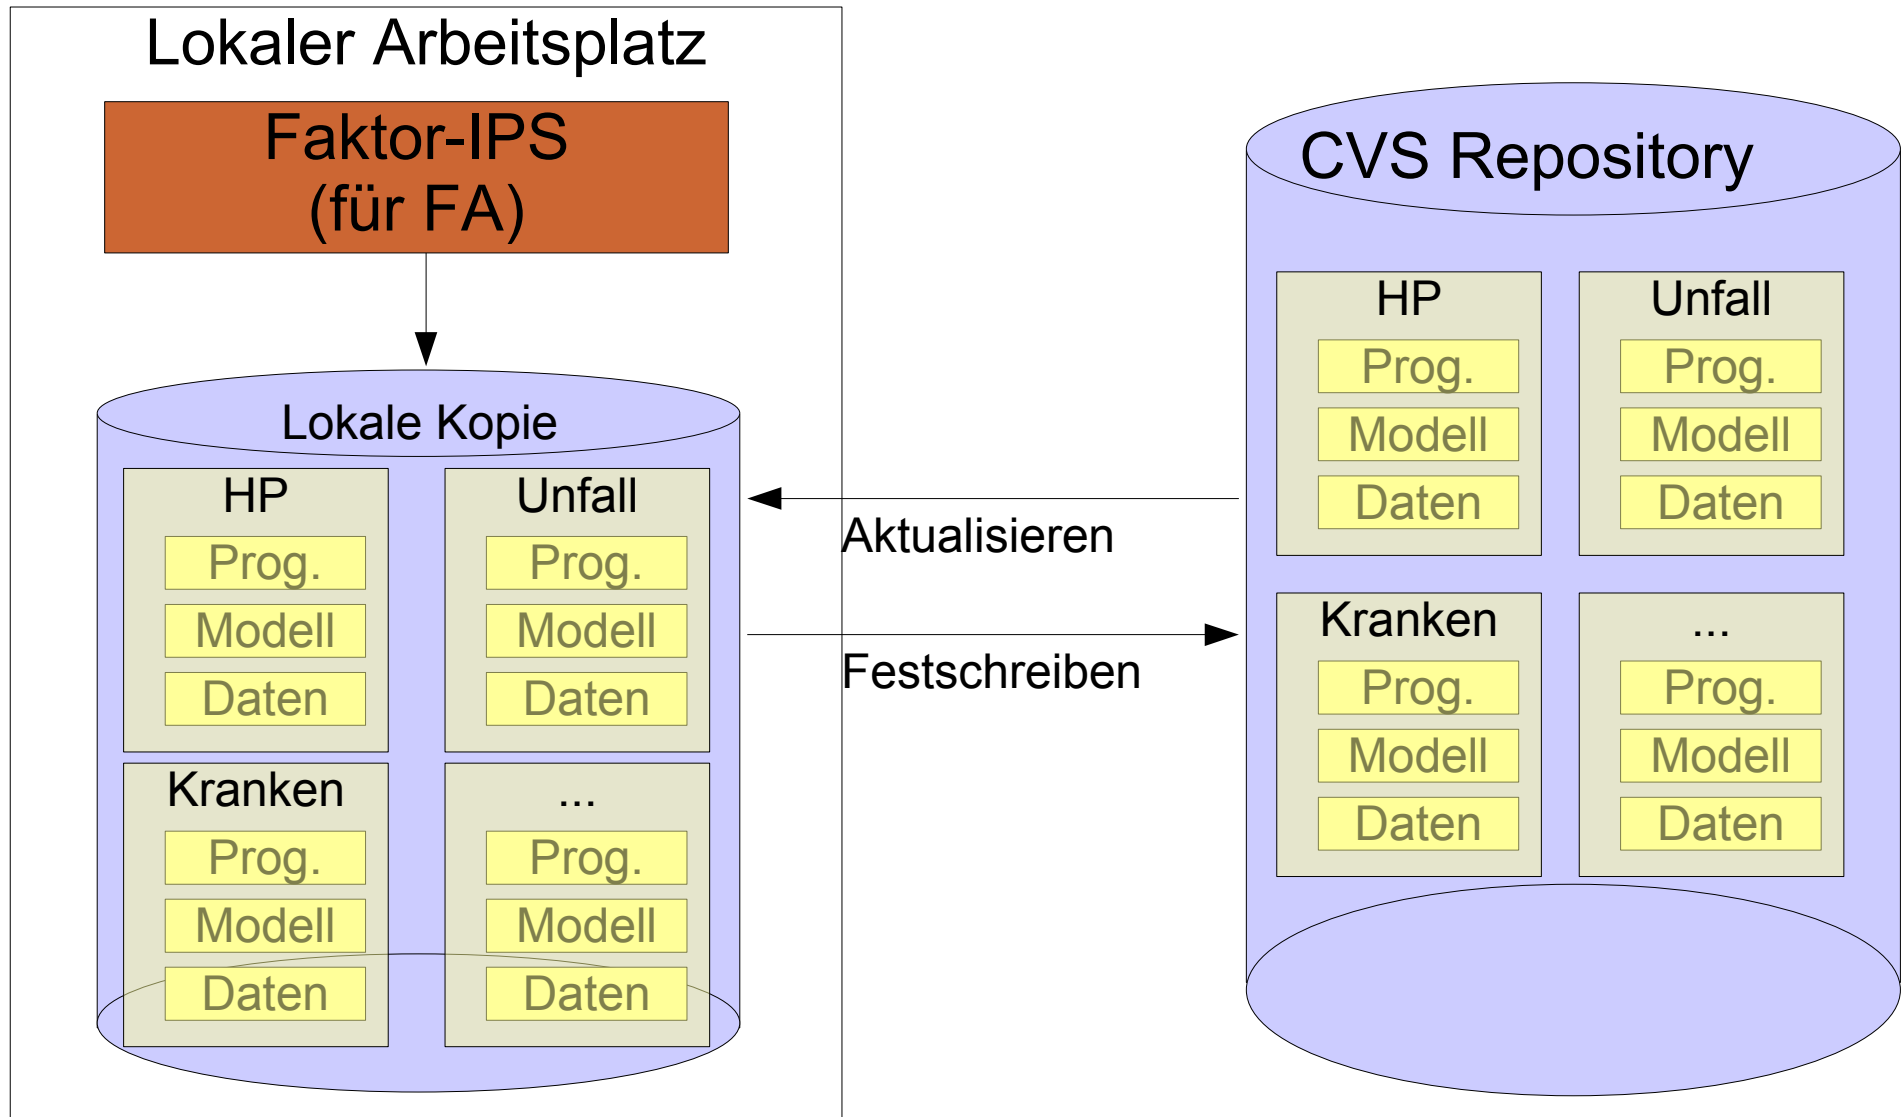 Lokaler Arbeitsplatz
Faktor-IPS
(für FA)
Lokale Kopie
HP
Prog.
Modell
Daten
Unfall
Prog.
Modell
Daten
Kranken
Prog.
Modell
Daten
...
Prog.
Modell
Daten
Aktualisieren
Festschreiben
CVS Repository
HP
Prog.
Modell
Daten
Unfall
Prog.
Modell
Daten
Kranken
Prog.
Modell
Daten
...
Prog.
Modell
Daten